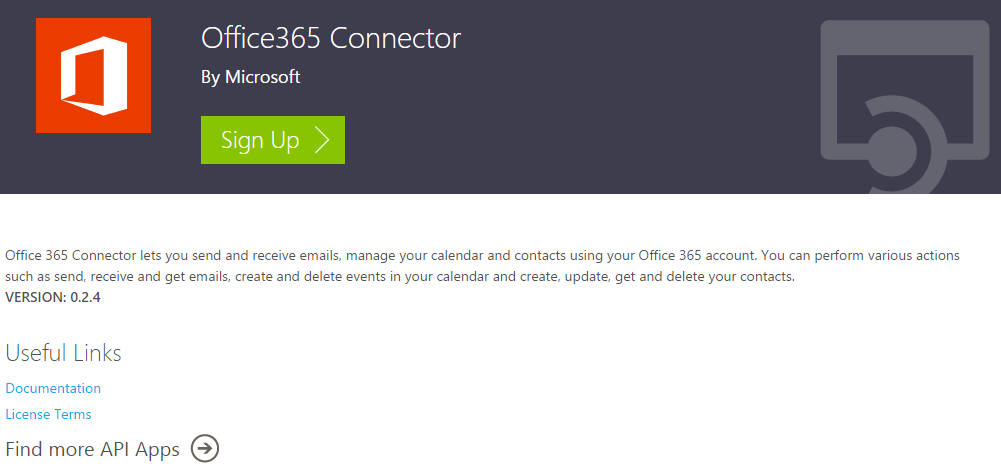 Office365 Connector
By Microsoft
Sign Up
Office 365 Connector lets you send and receive emails, manage your calendar and contacts using your Office 365 account. You can perform various actions
such as send, receive and get emails, create and delete events in your calendar and create, update, get and delete your contacts.
VERSION: 0.2.4
Useful Links
Documentation
License Terms
Find more API Apps